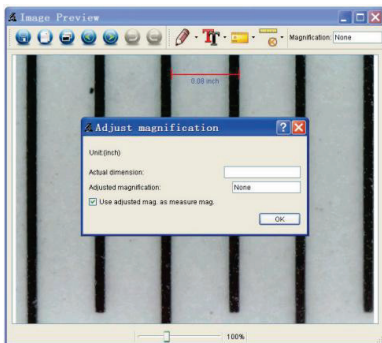 Image Preview
Magnification: None
0.09 inch
Adjust magnification
Unit:(inch)
Actual dimension:
Adjusted magnification: None
Use adjusted mag. as measure mag.
OK
100%